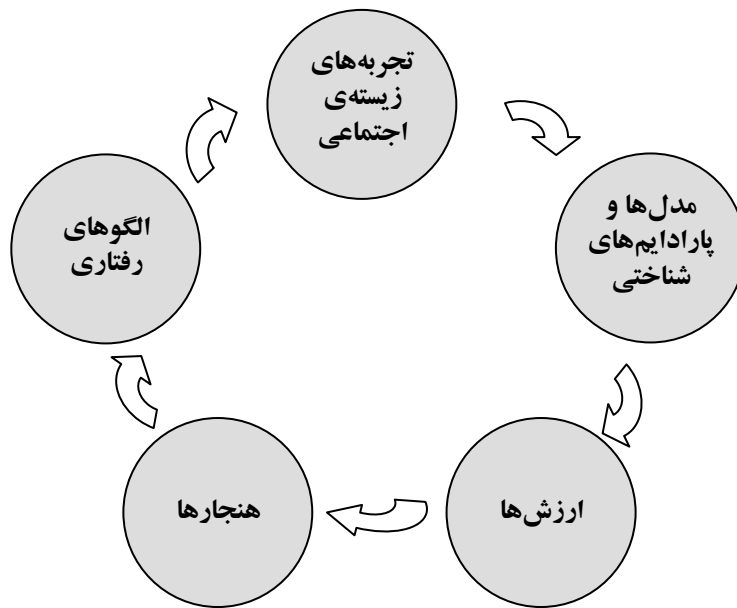 تجربه‌های
زیسته‌ی
اجتماعی
مدل‌ها و
پارادایم‌های
شناختی
ارزش‌ها
هنجارها
الگوهای
رفتاری